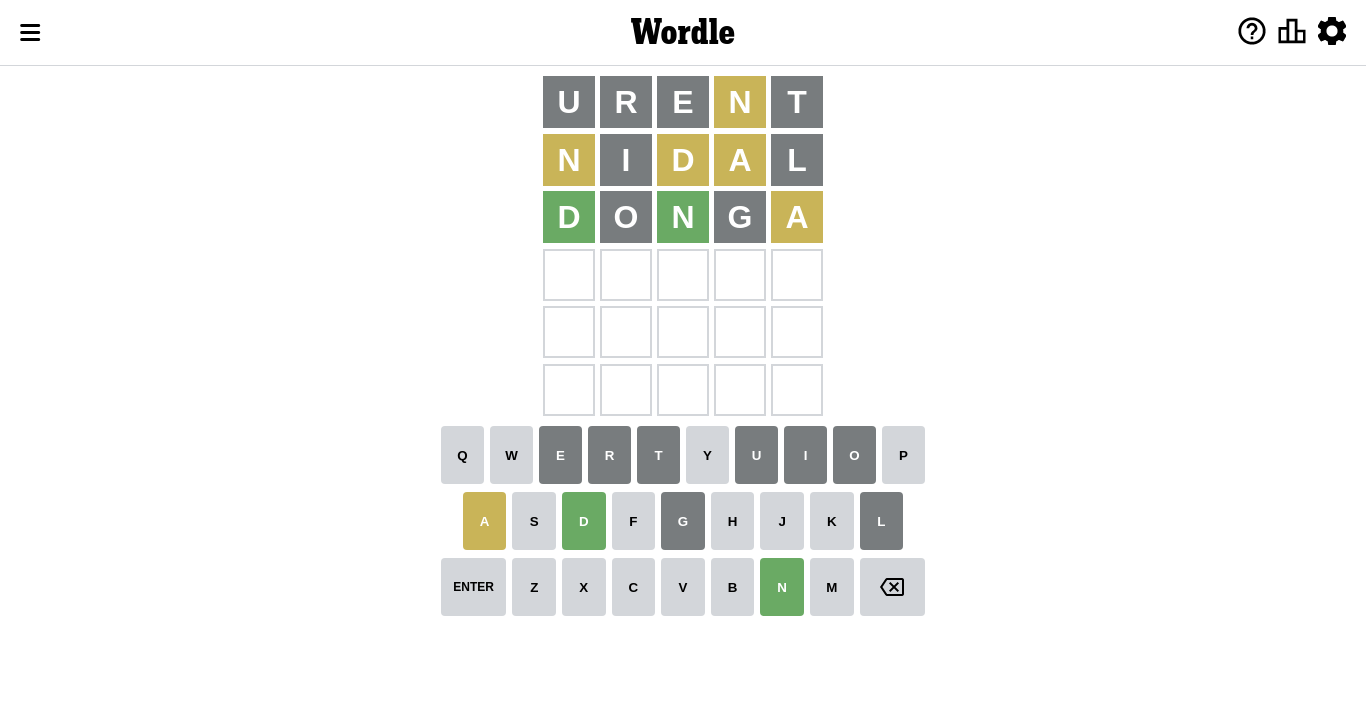 Wordle
U R E N T
N I D A L
D O N G A
Q W E R T Y U I O P
A S D F G H J K L
ENTER Z X C V B N M